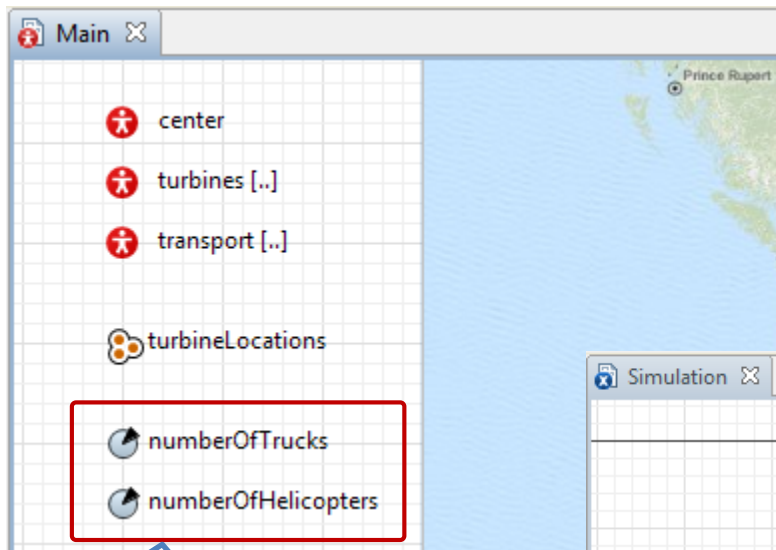 Main
center
turbines [..]
transport [..]
turbineLocations
numberOfTrucks
numberOfHelicopters
Prince Rupert
Simulation